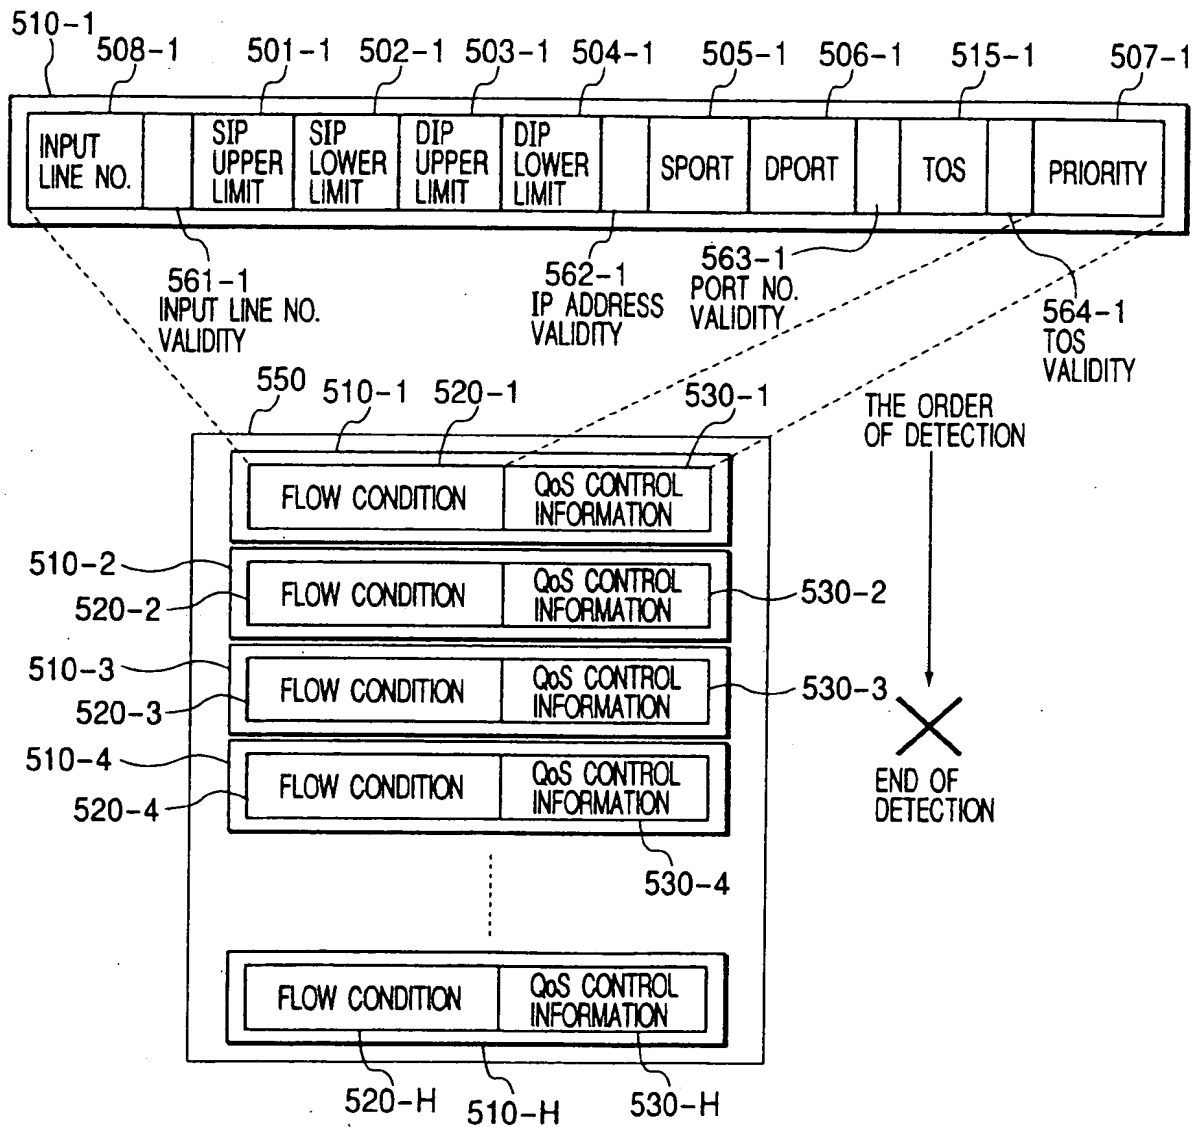 510-1
508-1
501-1
502-1
503-1
504-1
505-1
506-1
515-1
507-1
INPUT
LINE NO.
SIP
UPPER
LIMIT
SIP
LOWER
LIMIT
DIP
UPPER
LIMIT
DIP
LOWER
LIMIT
SPORT
DPORT
TOS
PRIORITY
561-1
INPUT LINE NO.
VALIDITY
562-1
IP ADDRESS
VALIDITY
563-1
PORT NO.
VALIDITY
564-1
TOS
VALIDITY
550
510-1
520-1
530-1
THE ORDER
OF DETECTION
FLOW CONDITION
QoS CONTROL
INFORMATION
510-2
520-2
FLOW CONDITION
QoS CONTROL
INFORMATION
530-2
510-3
520-3
FLOW CONDITION
QoS CONTROL
INFORMATION
530-3
510-4
520-4
FLOW CONDITION
QoS CONTROL
INFORMATION
530-4
END OF
DETECTION
FLOW CONDITION
QoS CONTROL
INFORMATION
520-H
510-H
530-H